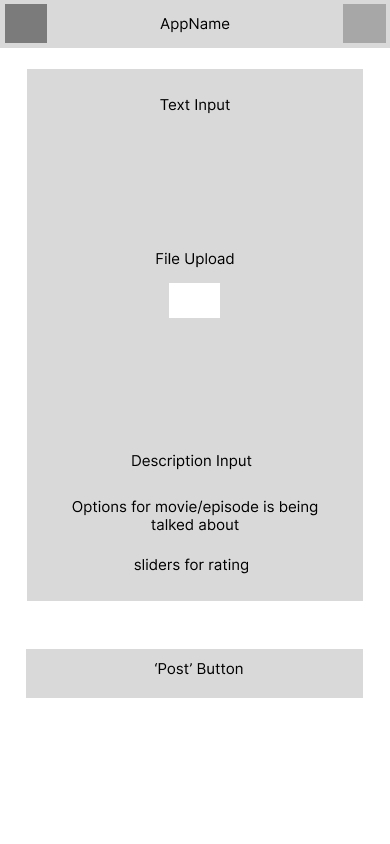 AppName
Text Input
File Upload
Description Input
Options for movie/episode is being
talked about
sliders for rating
‘Post’ Button